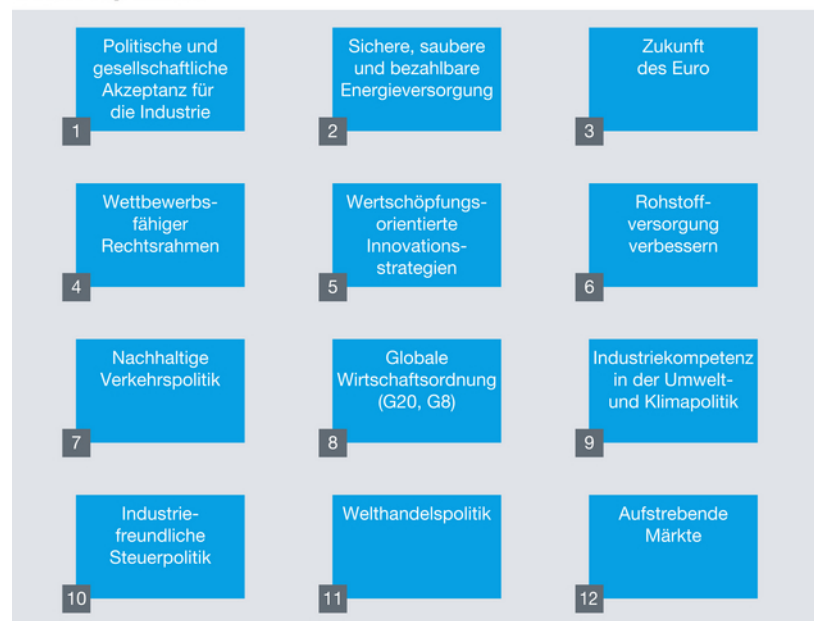 Politische und
gesellschaftliche
Akzeptanz für
die Industrie
1
Sichere, saubere
und bezahlbare
Energieversorgung
2
Zukunft
des Euro
3
Wettbewerbs-
fähiger
Rechtsrahmen
4
Wertschöpfungs-
orientierte
Innovations-
strategien
5
Rohstoff-
versorgung
verbessern
6
Nachhaltige
Verkehrspolitik
7
Globale
Wirtschaftsordnung
(G20, G8)
8
Industriekompetenz
in der Umwelt-
und Klimapolitik
9
Industrie-
freundliche
Steuerpolitik
10
Welthandelspolitik
11
Aufstrebende
Märkte
12